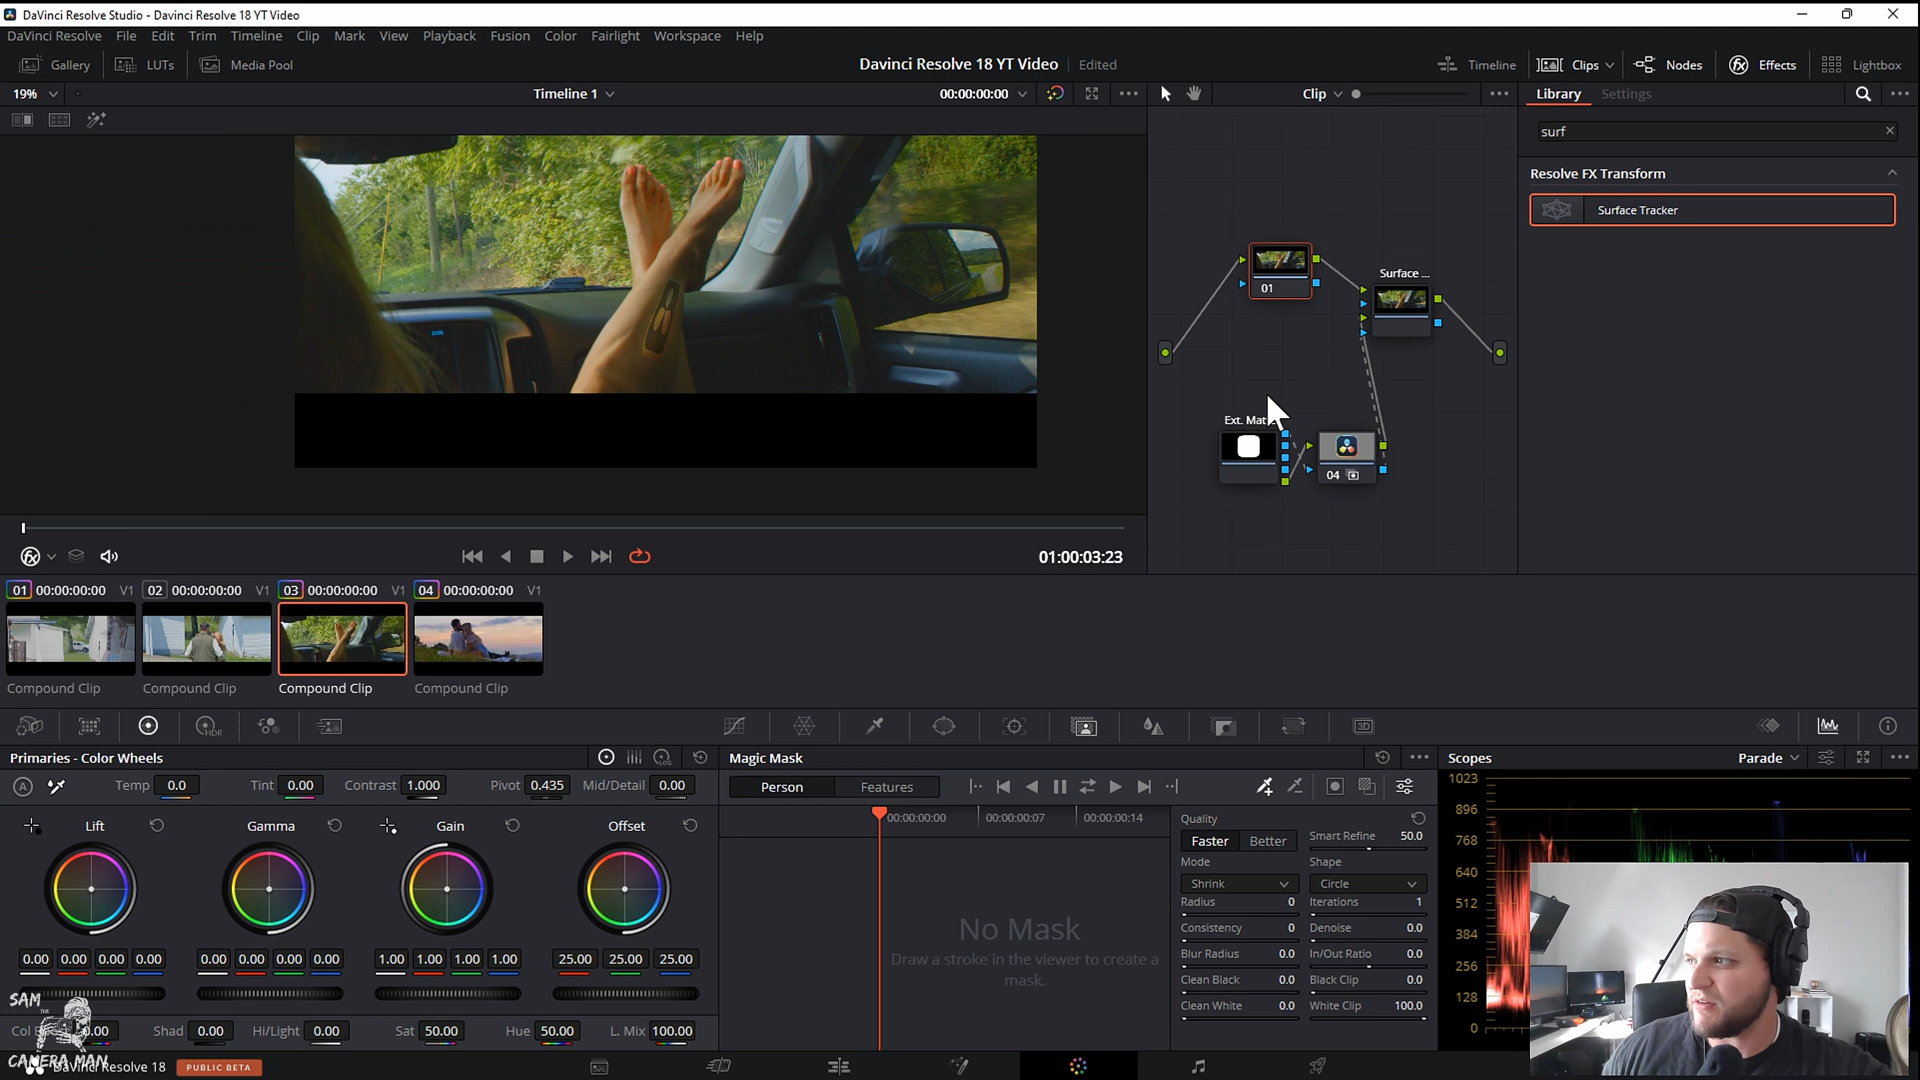 DaVinci Resolve Studio - Davinci Resolve 18 YT Video
DaVinci Resolve File Edit Trim Timeline Clip Mark View Playback Fusion Color Fairlight Workspace Help
Gallery LUTs Media Pool Davinci Resolve 18 YT Video Edited Timeline Clips Nodes Effects Lightbox
19% Timeline 1 00:00:00:00 Clip Library Settings
surf
Resolve FX Transform
Surface Tracker
Surface ...
01
Ext. Mat
04
01:00:03:23
01 00:00:00:00 V1 02 00:00:00:00 V1 03 00:00:00:00 V1 04 00:00:00:00 V1
Compound Clip Compound Clip Compound Clip Compound Clip
HDR 3D
Primaries - Color Wheels Magic Mask Scopes Parade
LOG
A Temp 0.0 Tint 0.00 Contrast 1.000 Pivot 0.435 Mid/Detail 0.00 Person Features
Lift Gamma Gain Offset
00:00:00:00 00:00:00:07 00:00:00:14
Quality
Faster Better Smart Refine 50.0
Mode Shape
Shrink Circle
Radius 0 Iterations 1
Consistency 0 Denoise 0.0
Blur Radius 0.0 In/Out Ratio 0.0
Clean Black 0.0 Black Clip 0.0
Clean White 0.0 White Clip 100.0
No Mask
Draw a stroke in the viewer to create a
mask.
1023
896
768
640
512
384
256
128
0
0.00 0.00 0.00 0.00 0.00 0.00 0.00 0.00 1.00 1.00 1.00 1.00 25.00 25.00 25.00
Col 0.00 Shad 0.00 Hi/Light 0.00 Sat 50.00 Hue 50.00 L. Mix 100.00
SAM
THE
CAMERA MAN
DaVinci Resolve 18 PUBLIC BETA